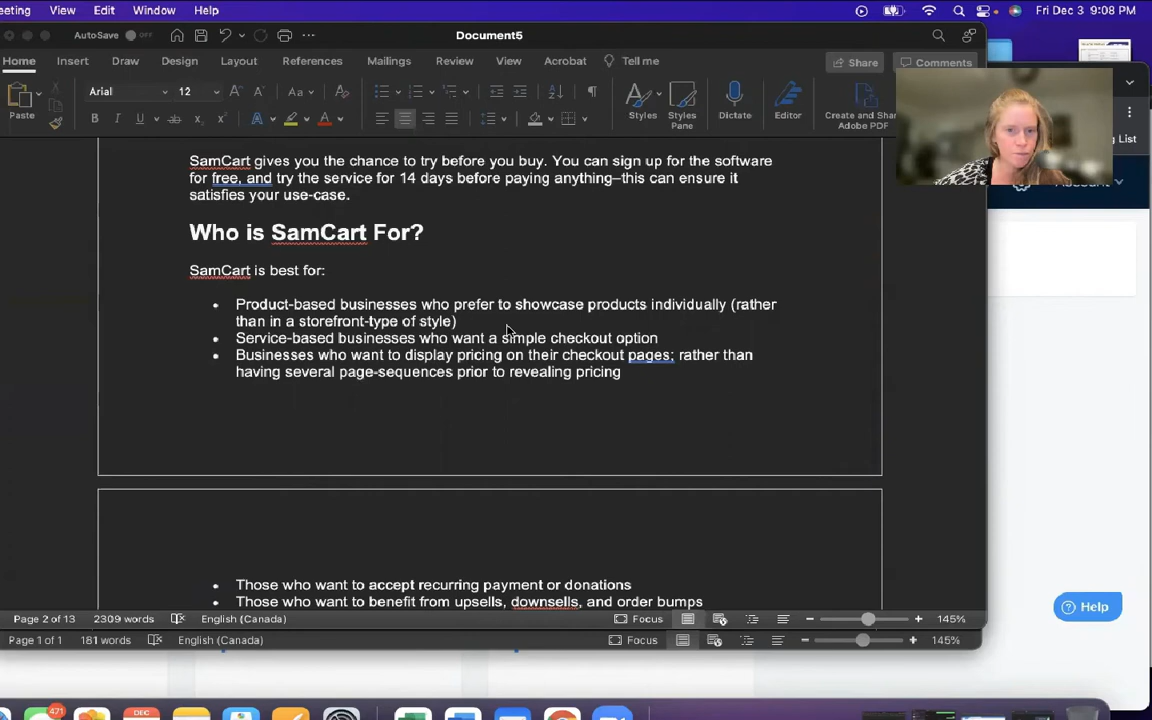 eeting View Edit Window Help Fri Dec 3 9:08 PM
AutoSave OFF Document5
Home Insert Draw Design Layout References Mailings Review View Acrobat Tell me Share Comments
Paste Arial 12 Aa Styles Styles Pane Dictate Editor Create and Share Adobe PDF
ng List
Account
SamCart gives you the chance to try before you buy. You can sign up for the software
for free, and try the service for 14 days before paying anything–this can ensure it
satisfies your use-case.
Who is SamCart For?
SamCart is best for:
• Product-based businesses who prefer to showcase products individually (rather
than in a storefront-type of style)
• Service-based businesses who want a simple checkout option
• Businesses who want to display pricing on their checkout pages; rather than
having several page-sequences prior to revealing pricing
• Those who want to accept recurring payment or donations
• Those who want to benefit from upsells, downsells, and order bumps
Help
Page 2 of 13 2309 words English (Canada) Focus 145%
Page 1 of 1 181 words English (Canada) Focus 145%
421
DEC